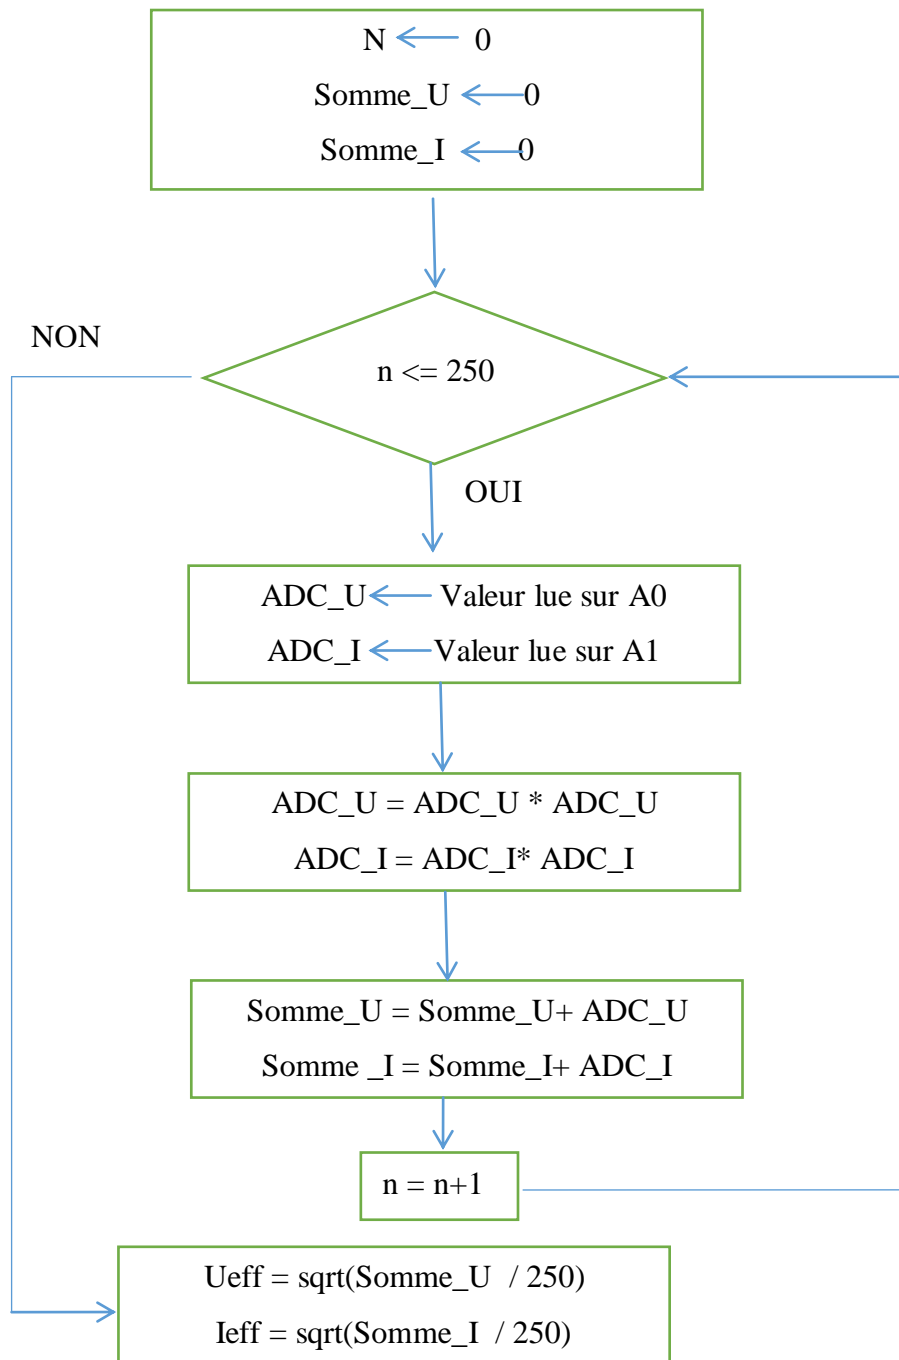 N 0
Somme_U 0
Somme_I 0
NON
n <= 250
OUI
ADC_U Valeur lue sur A0
ADC_I Valeur lue sur A1
ADC_U = ADC_U * ADC_U
ADC_I = ADC_I* ADC_I
Somme_U = Somme_U+ ADC_U
Somme _I = Somme_I+ ADC_I
n = n+1
Ueff = sqrt(Somme_U / 250)
Ieff = sqrt(Somme_I / 250)